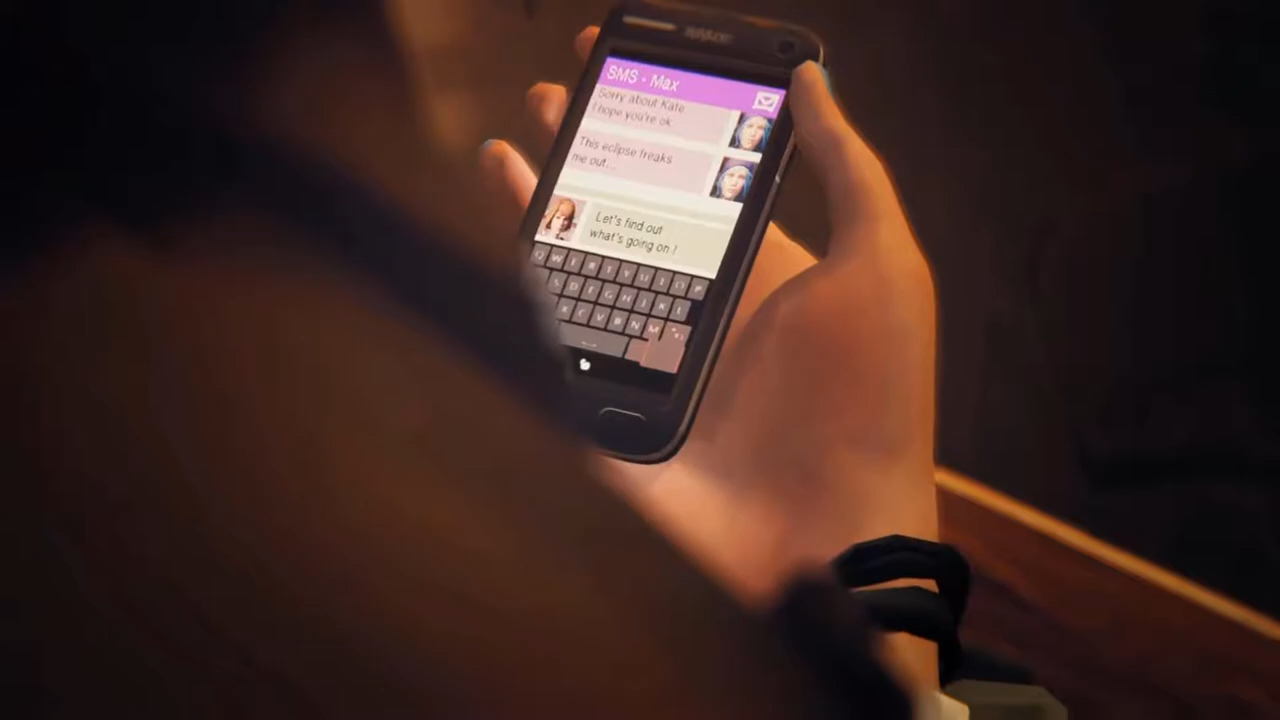 SMS - Max
Sorry about Kate
I hope you're ok
This eclipse freaks
me out...
Let's find out
what's going on !
Q W E R T Y U I O P
S D F G H J K L
X C V B N M